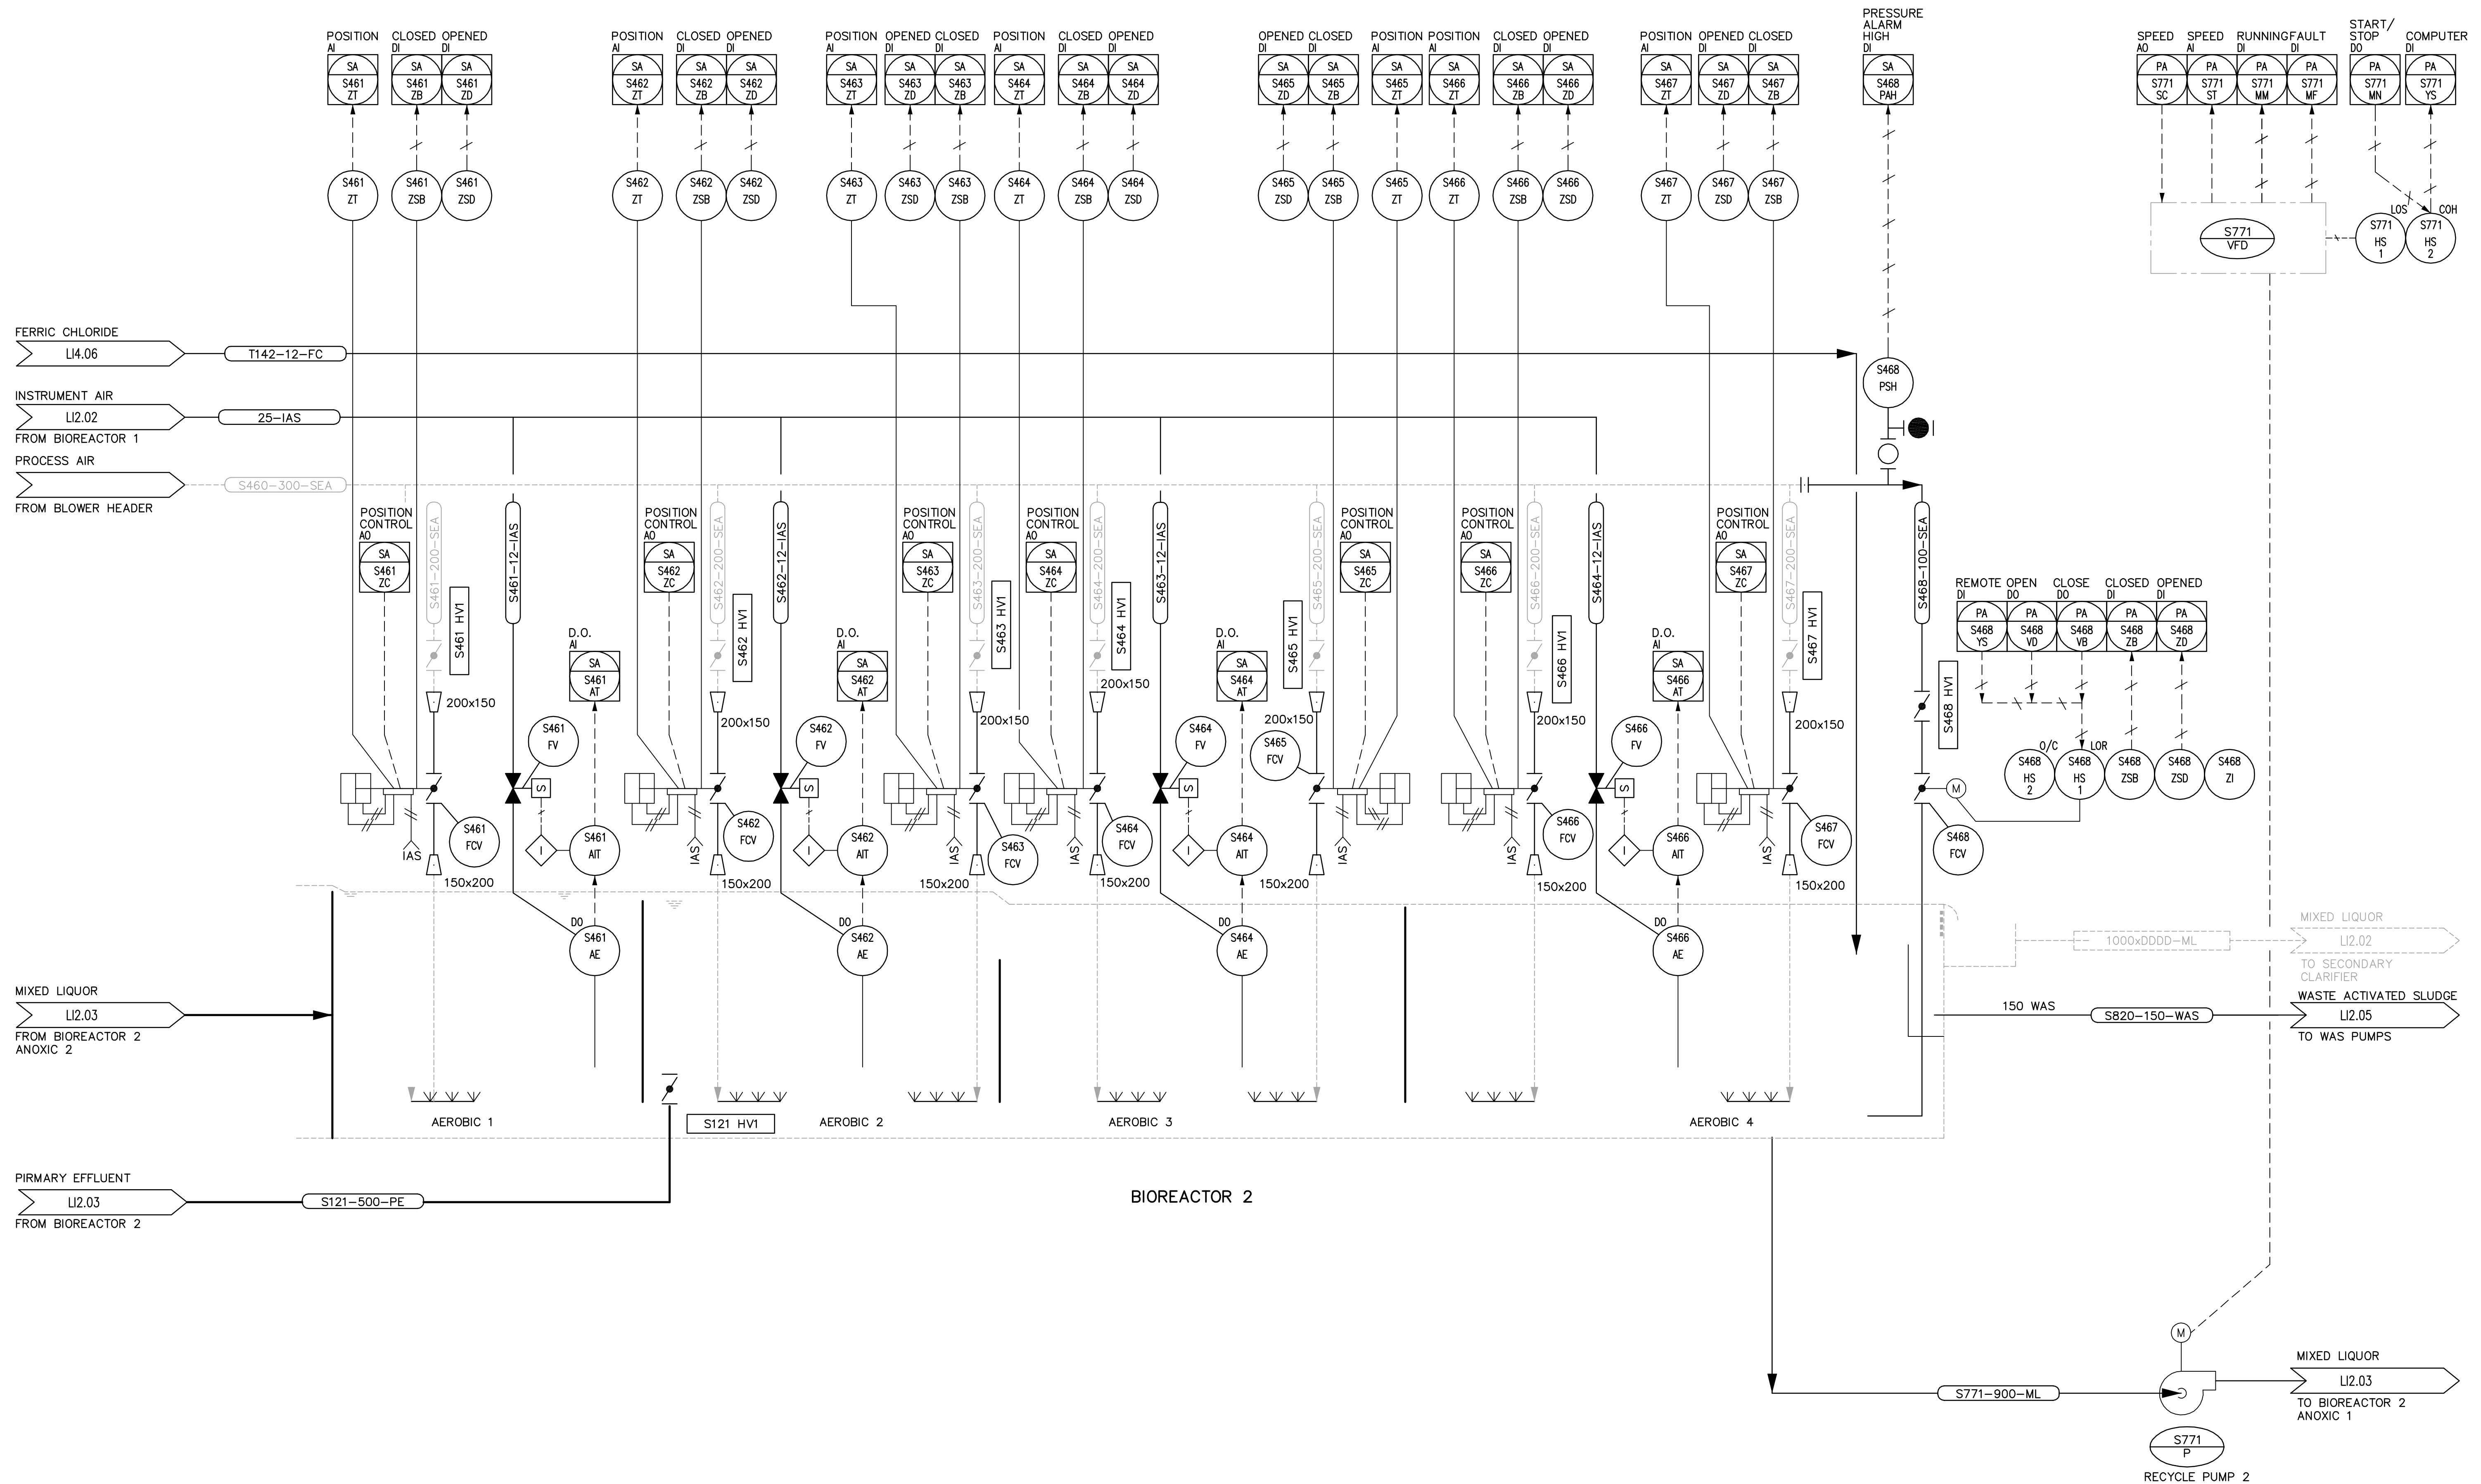 POSITION CLOSED OPENED
AI DI DI
SA SA SA
S461 S461 S461
ZT ZB ZD
S461 S461 S461
ZT ZSB ZSD
POSITION CLOSED OPENED
AI DI DI
SA SA SA
S462 S462 S462
ZT ZB ZD
S462 S462 S462
ZT ZSB ZSD
POSITION OPENED CLOSED
AI DI DI
SA SA SA
S463 S463 S463
ZT ZD ZB
S463 S463 S463
ZT ZSD ZSB
POSITION CLOSED OPENED
AI DI DI
SA SA SA
S464 S464 S464
ZT ZB ZD
S464 S464 S464
ZT ZSB ZSD
OPENED CLOSED POSITION
DI DI AI
SA SA SA
S465 S465 S465
ZD ZB ZT
S465 S465 S465
ZSD ZSB ZT
POSITION CLOSED OPENED
AI DI DI
SA SA SA
S466 S466 S466
ZT ZB ZD
S466 S466 S466
ZT ZSB ZSD
POSITION OPENED CLOSED
AI DI DI
SA SA SA
S467 S467 S467
ZT ZD ZB
S467 S467 S467
ZT ZSD ZSB
PRESSURE
ALARM
HIGH
DI
SA
S468
PAH
S468
PSH
SPEED SPEED RUNNING FAULT
AO AI DI DI
PA PA PA PA
S771 S771 S771 S771
SC ST MM MF
START/
STOP COMPUTER
DO DI
PA PA
S771 S771
MN YS
LOS COH
S771 S771
HS HS
1 2
S771
VFD
FERRIC CHLORIDE
LI4.06
T142-12-FC
INSTRUMENT AIR
LI2.02
25-IAS
FROM BIOREACTOR 1
PROCESS AIR
S460-300-SEA
FROM BLOWER HEADER
POSITION
CONTROL
AO
SA
S461
ZC
S461-200-SEA
S461 HV1
S461-12-IAS
D.O.
AI
SA
S461
AT
200x150
S461
FV
S
S461
FCV
I
S461
AIT
IAS
150x200
DO
S461
AE
POSITION
CONTROL
AO
SA
S462
ZC
S462-200-SEA
S462 HV1
S462-12-IAS
D.O.
AI
SA
S462
AT
200x150
S462
FV
S
S462
FCV
I
S462
AIT
IAS
150x200
DO
S462
AE
POSITION
CONTROL
AO
SA
S463
ZC
S463-200-SEA
S463 HV1
200x150
S463
FCV
IAS
150x200
POSITION
CONTROL
AO
SA
S464
ZC
S464-200-SEA
S464 HV1
S463-12-IAS
D.O.
AI
SA
S464
AT
200x150
S464
FV
S
S464
FCV
I
S464
AIT
IAS
150x200
DO
S464
AE
S465-200-SEA
S465 HV1
POSITION
CONTROL
AO
SA
S465
ZC
200x150
S465
FCV
IAS
150x200
POSITION
CONTROL
AO
SA
S466
ZC
S466-200-SEA
S466 HV1
S464-12-IAS
D.O.
AI
SA
S466
AT
200x150
S466
FV
S
S466
FCV
I
S466
AIT
IAS
150x200
DO
S466
AE
POSITION
CONTROL
AO
SA
S467
ZC
S467-200-SEA
S467 HV1
200x150
S467
FCV
IAS
150x200
S468-100-SEA
S468 HV1
REMOTE OPEN CLOSE CLOSED OPENED
DI DO DO DI DI
PA PA PA PA PA
S468 S468 S468 S468 S468
YS VD VB ZB ZD
O/C LOR
S468 S468 S468 S468 S468
HS HS ZSB ZSD ZI
2 1
M
S468
FCV
MIXED LIQUOR
LI2.02
1000xDDDD-ML
TO SECONDARY
CLARIFIER
WASTE ACTIVATED SLUDGE
150 WAS
S820-150-WAS
LI2.05
TO WAS PUMPS
MIXED LIQUOR
LI2.03
FROM BIOREACTOR 2
ANOXIC 2
AEROBIC 1
S121 HV1
AEROBIC 2
AEROBIC 3
AEROBIC 4
PIRMARY EFFLUENT
LI2.03
S121-500-PE
FROM BIOREACTOR 2
BIOREACTOR 2
M
MIXED LIQUOR
S771-900-ML
LI2.03
TO BIOREACTOR 2
ANOXIC 1
S771
P
RECYCLE PUMP 2